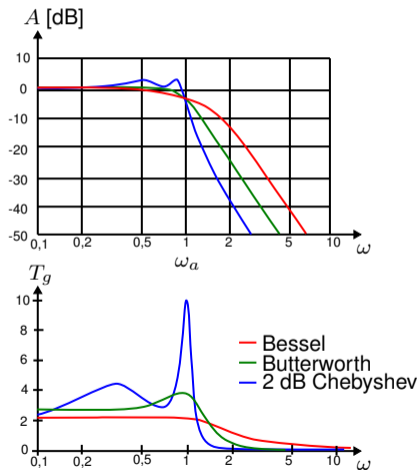 A [dB]
10
0
-10
-20
-30
-40
-50
0,1 0,2 0,5 1 2 5 10 ω
ωa
Tg
10
8
6
4
2
0
0,1 0,2 0,5 1 2 5 10 ω
Bessel
Butterworth
2 dB Chebyshev